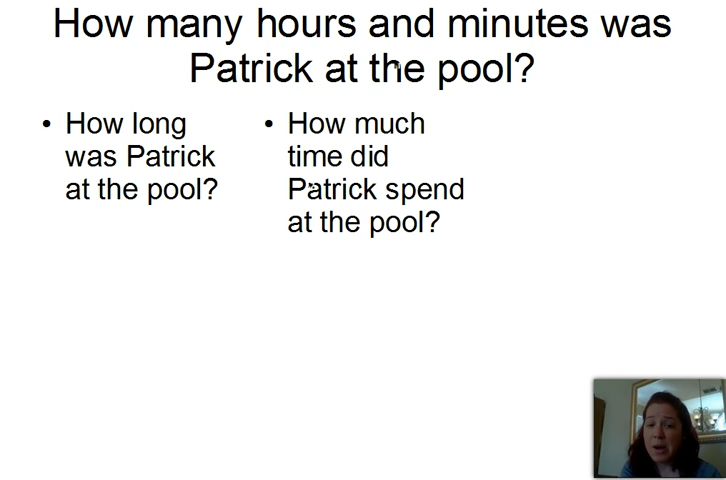 How many hours and minutes was
Patrick at the pool?
• How long
was Patrick
at the pool?
• How much
time did
Patrick spend
at the pool?